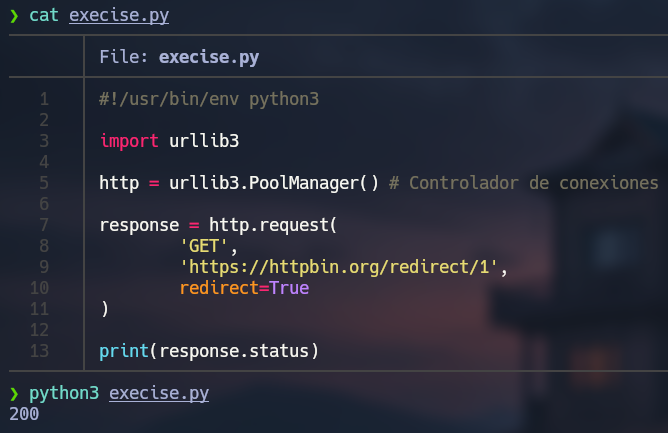 ❯ cat execise.py
File: execise.py
1 #!/usr/bin/env python3
2
3 import urllib3
4
5 http = urllib3.PoolManager() # Controlador de conexiones
6
7 response = http.request(
8         'GET',
9         'https://httpbin.org/redirect/1',
10         redirect=True
11 )
12
13 print(response.status)
❯ python3 execise.py
200